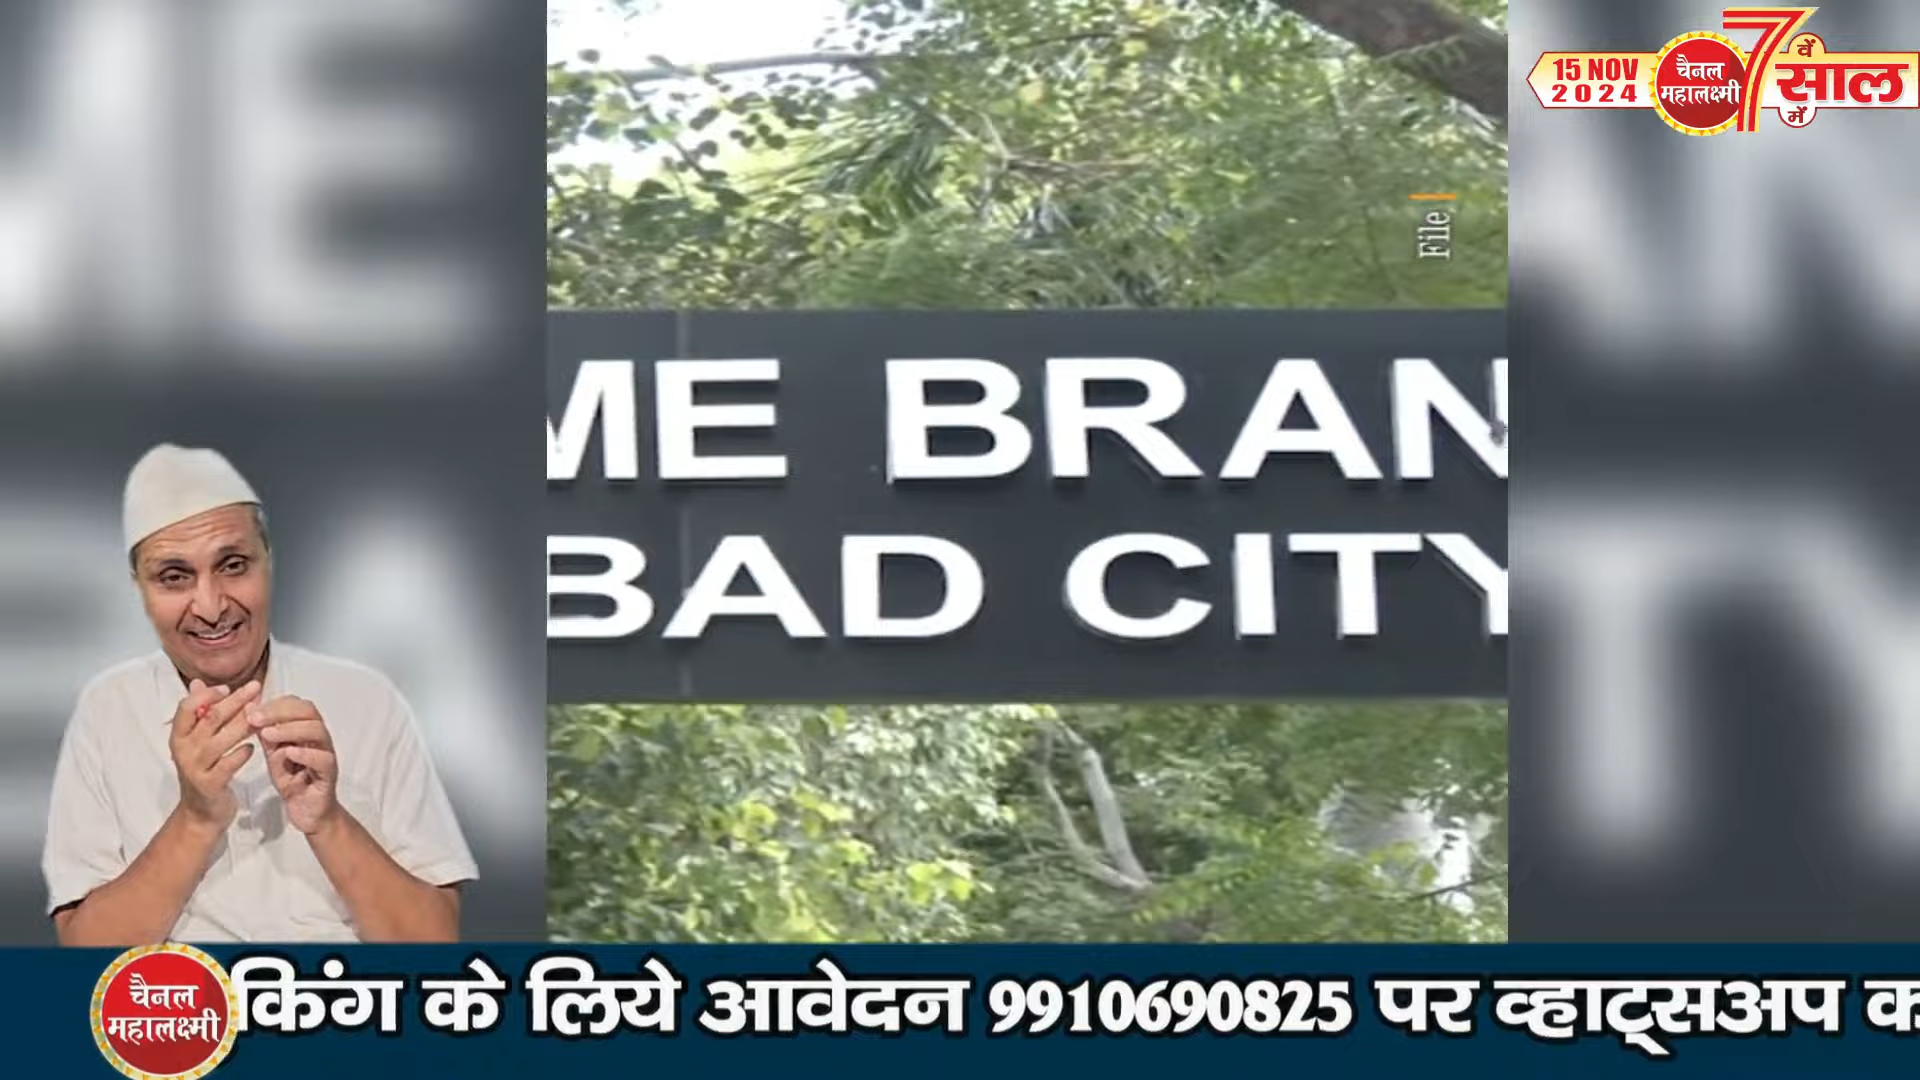 15 NOV
2024
चैनल
महालक्ष्मी
7 वें
साल
में
File
ME BRAN
BAD CITY
चैनल
महालक्ष्मी
किंग के लिये आवेदन 9910690825 पर व्हाट्सअप क